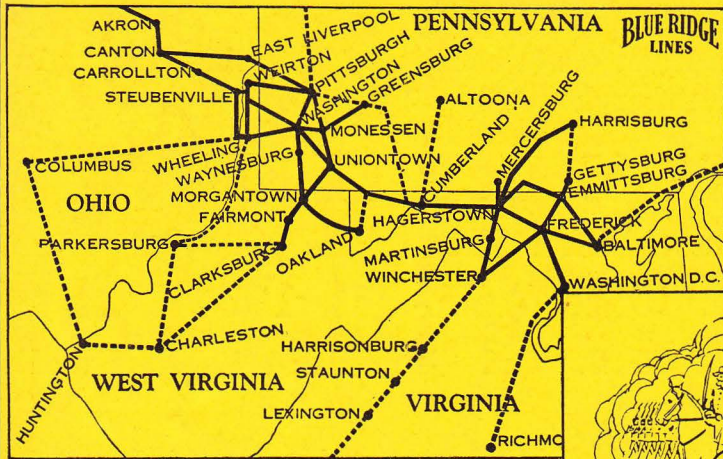 AKRON
EAST LIVERPOOL
PENNSYLVANIA
BLUE RIDGE
LINES
CANTON
WEIRTON
PITTSBURGH
CARROLLTON
WASHINGTON
GREENSBURG
STEUBENVILLE
ALTOONA
MERCERSBURG
CUMBERLAND
HARRISBURG
MONESSEN
WHEELING
COLUMBUS
WAYNESBURG
UNIONTOWN
GETTYSBURG
EMMITTSBURG
OHIO
MORGANTOWN
HAGERSTOWN
FAIRMONT
FREDERICK
PARKERSBURG
CLARKSBURG
OAKLAND
MARTINSBURG
BALTIMORE
WINCHESTER
WASHINGTON D.C.
CHARLESTON
HARRISONBURG
HUNTINGTON
WEST VIRGINIA
STAUNTON
VIRGINIA
LEXINGTON
RICHMO